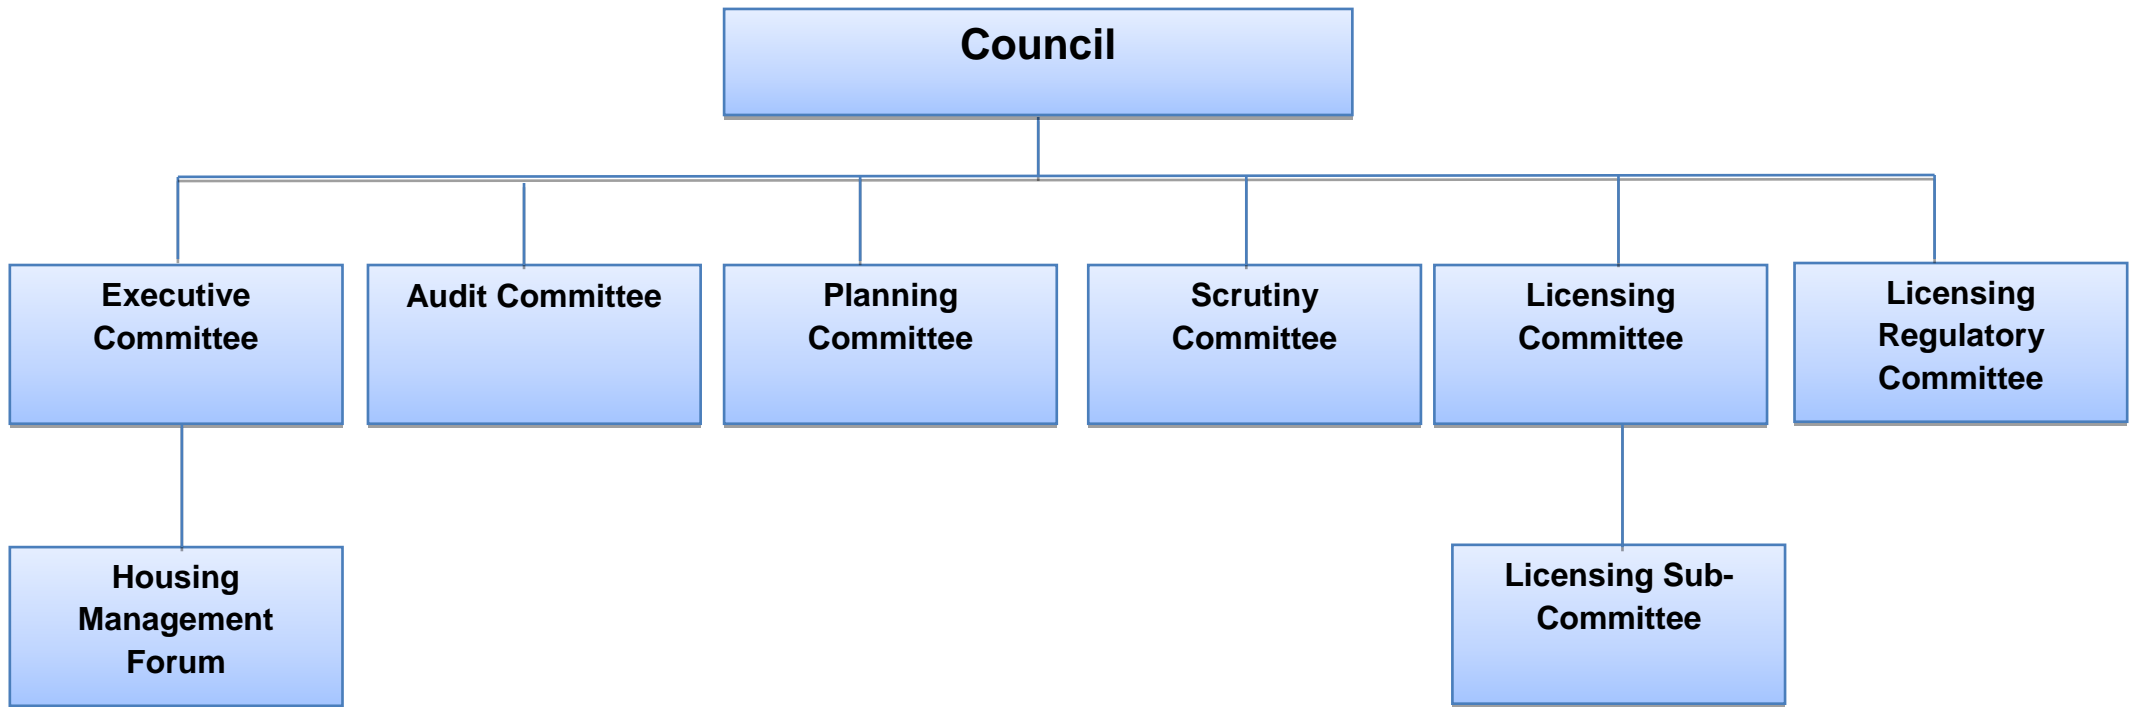 Council
Executive
Committee
Audit Committee
Planning
Committee
Scrutiny
Committee
Licensing
Committee
Licensing
Regulatory
Committee
Housing
Management
Forum
Licensing Sub-
Committee